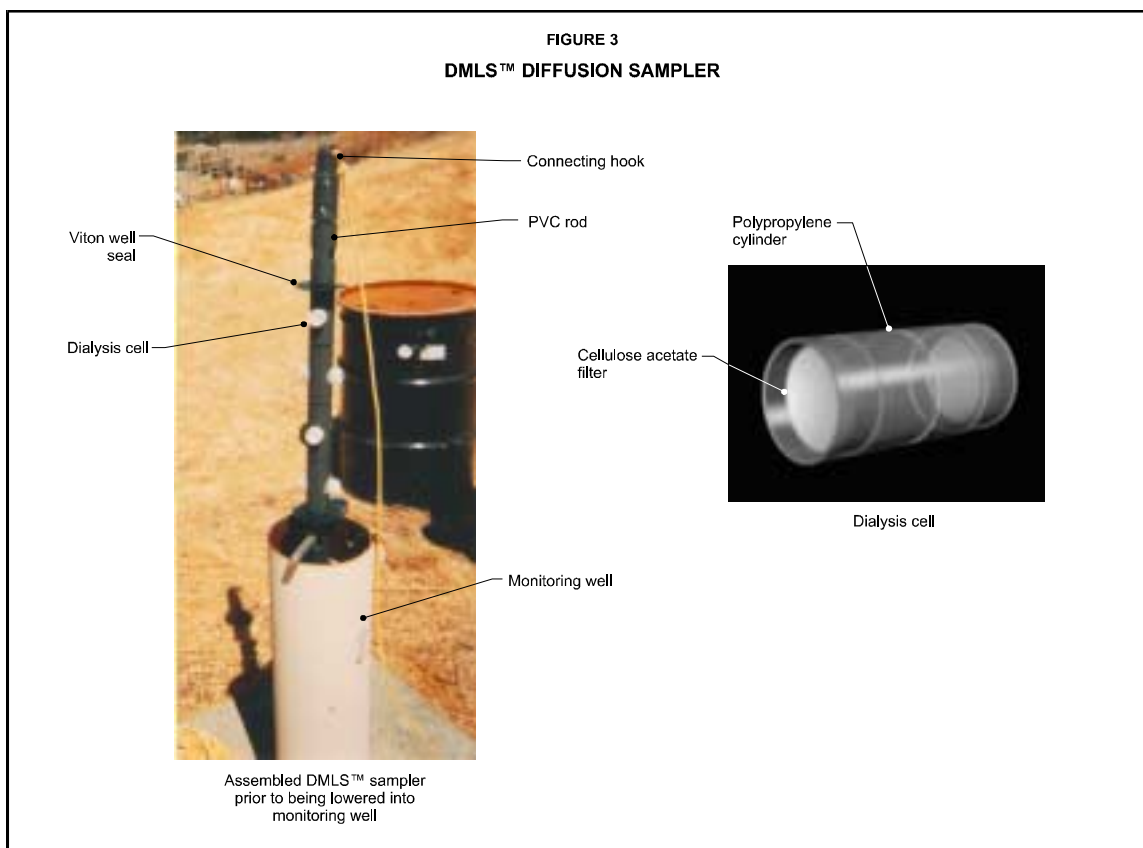 FIGURE 3
DMLS™ DIFFUSION SAMPLER
Connecting hook
PVC rod
Viton well
seal
Dialysis cell
Monitoring well
Assembled DMLS™ sampler
prior to being lowered into
monitoring well
Polypropylene
cylinder
Cellulose acetate
filter
Dialysis cell